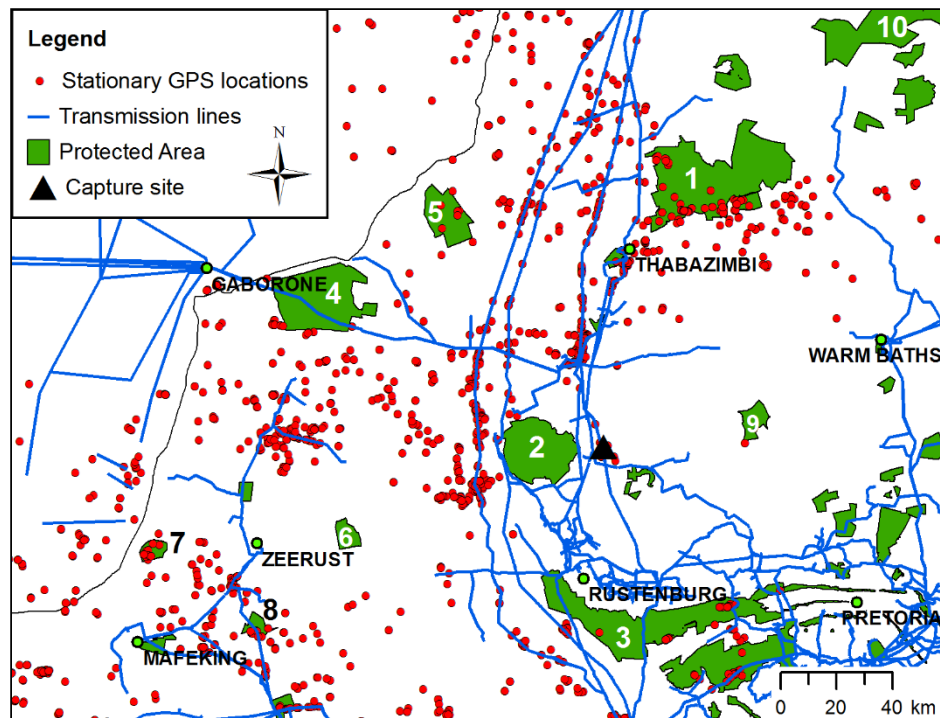 Legend
Stationary GPS locations
Transmission lines
Protected Area
Capture site
N
10
1
5
THABAZIMBI
GABORONE
4
WARM BATHS
9
2
7
6
ZEERUST
8
RUSTENBURG
PRETORIA
3
MAFEKING
0 20 40 km